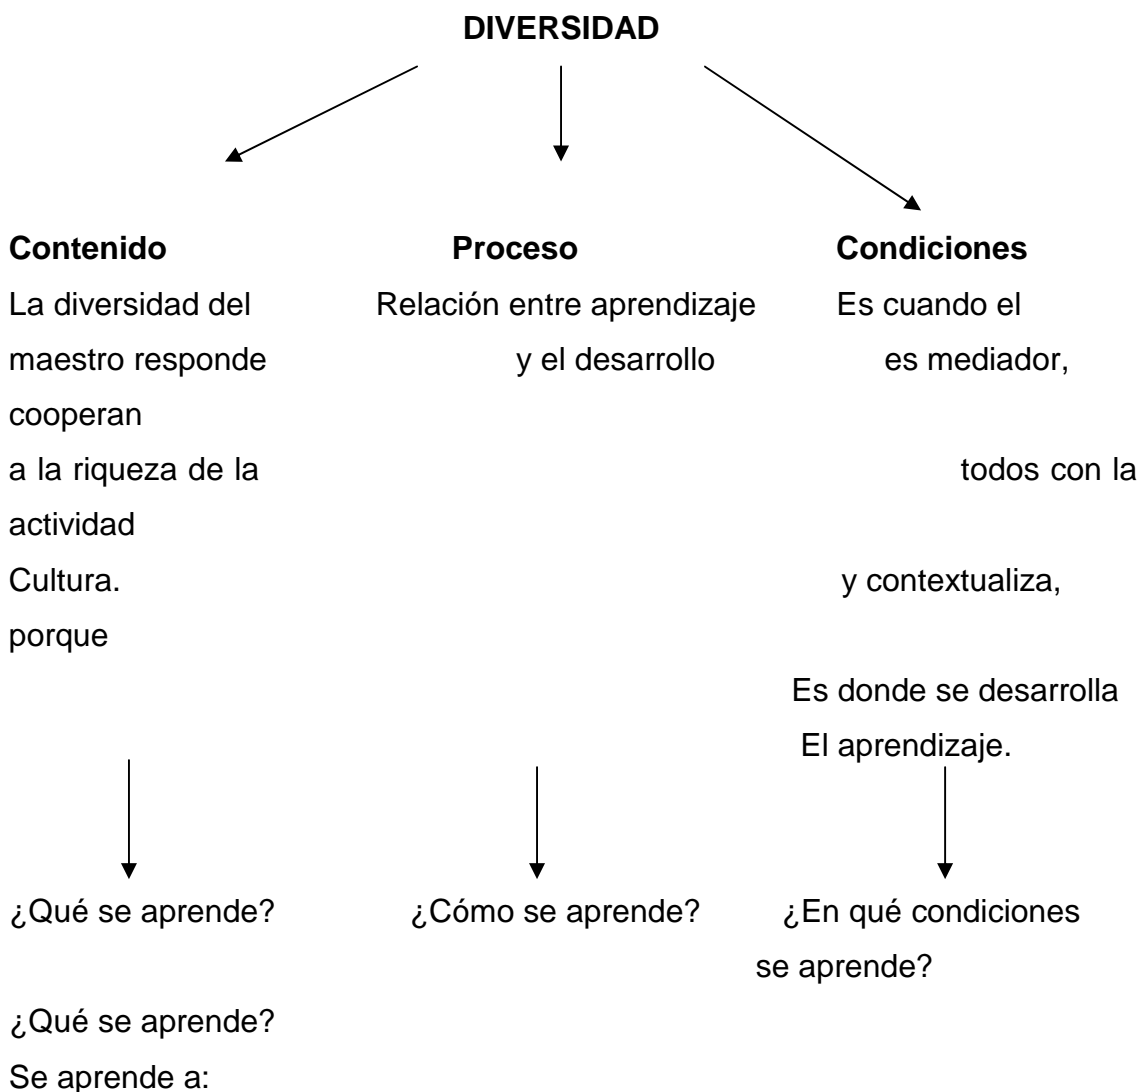 DIVERSIDAD
Contenido Proceso Condiciones
La diversidad del Relación entre aprendizaje Es cuando el
maestro responde y el desarrollo es mediador,
cooperan
a la riqueza de la todos con la
actividad
Cultura. y contextualiza,
porque
Es donde se desarrolla
El aprendizaje.
¿Qué se aprende? ¿Cómo se aprende? ¿En qué condiciones
se aprende?
¿Qué se aprende?
Se aprende a: